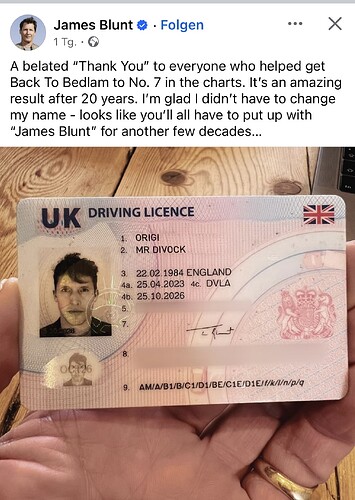 James Blunt · Folgen
1 Tg. ·
A belated “Thank You” to everyone who helped get
Back To Bedlam to No. 7 in the charts. It’s an amazing
result after 20 years. I’m glad I didn’t have to change
my name - looks like you’ll all have to put up with
“James Blunt” for another few decades...
UK DRIVING LICENCE
1. ORIGI
2. MR DIVOCK
3. 22.02.1984 ENGLAND
4a. 25.04.2023 4c. DVLA
4b. 25.10.2026
5.
7.
8.
9. AM/A/B1/B/C1/D1/BE/C1E/D1E/f/k/l/n/p/q